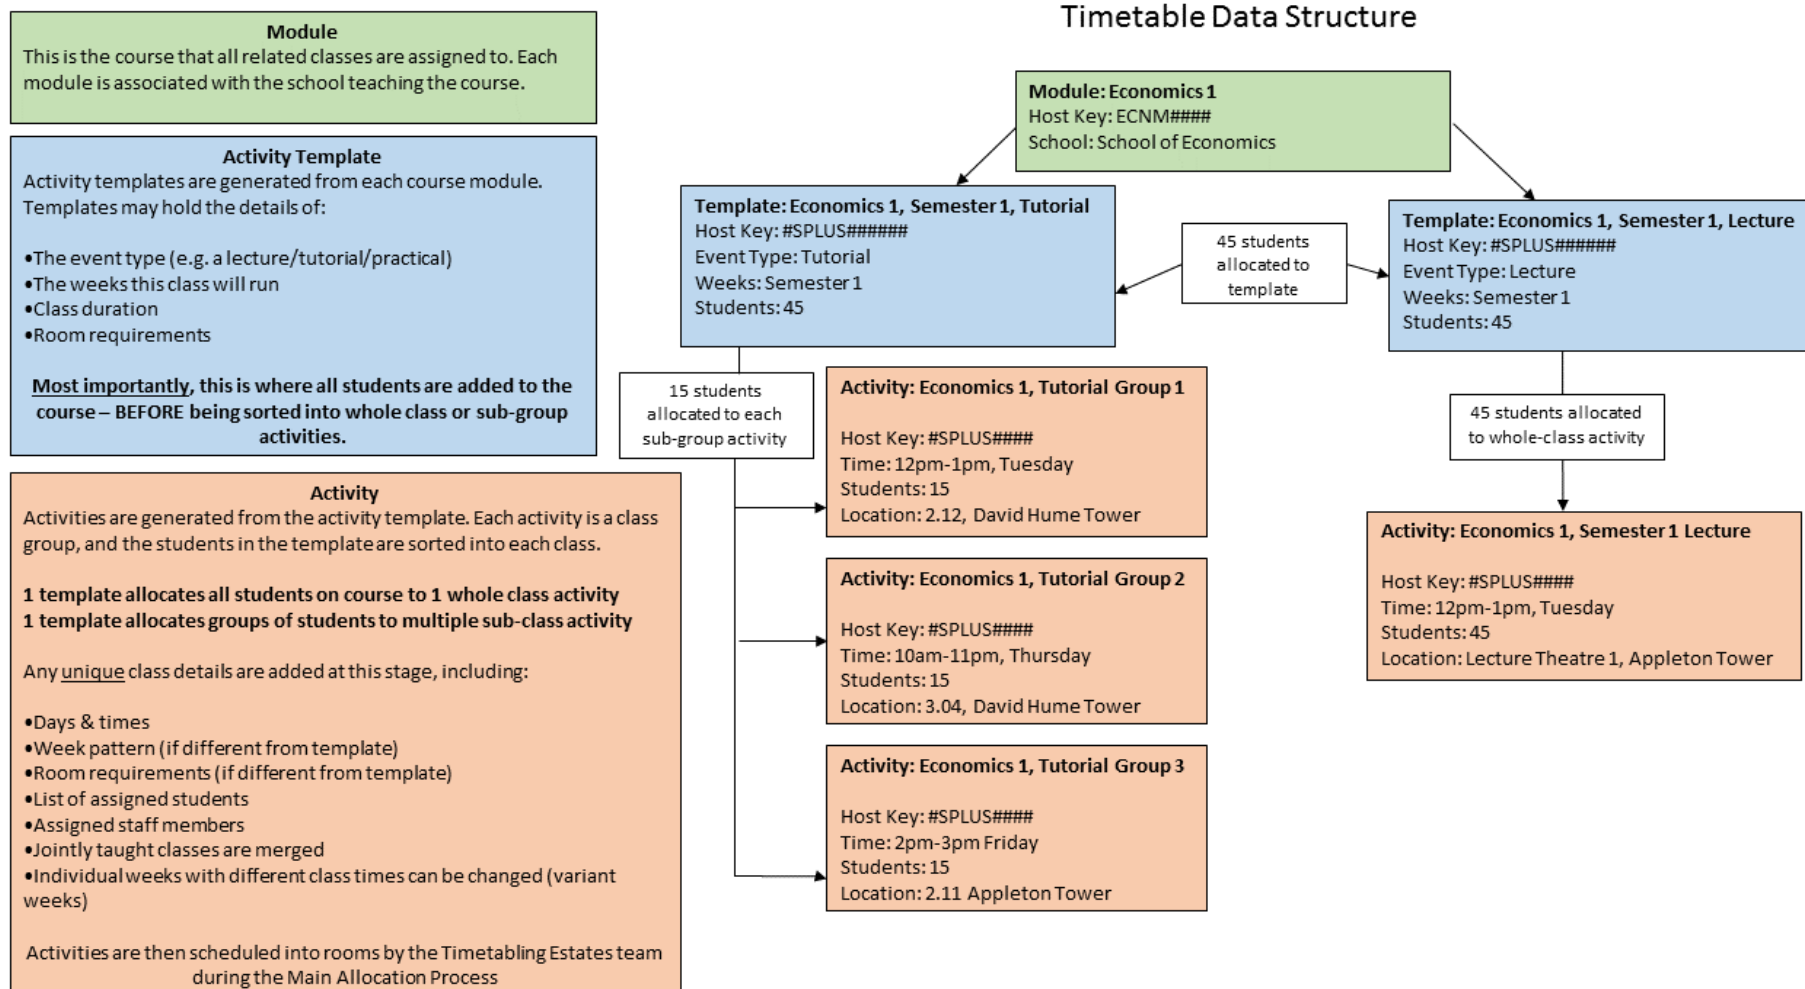 Timetable Data Structure
Module
This is the course that all related classes are assigned to. Each
module is associated with the school teaching the course.
Activity Template
Activity templates are generated from each course module.
Templates may hold the details of:
•The event type (e.g. a lecture/tutorial/practical)
•The weeks this class will run
•Class duration
•Room requirements
Most importantly, this is where all students are added to the
course – BEFORE being sorted into whole class or sub-group
activities.
Activity
Activities are generated from the activity template. Each activity is a class
group, and the students in the template are sorted into each class.
1 template allocates all students on course to 1 whole class activity
1 template allocates groups of students to multiple sub-class activity
Any unique class details are added at this stage, including:
•Days & times
•Week pattern (if different from template)
•Room requirements (if different from template)
•List of assigned students
•Assigned staff members
•Jointly taught classes are merged
•Individual weeks with different class times can be changed (variant
weeks)
Activities are then scheduled into rooms by the Timetabling Estates team
during the Main Allocation Process
Module: Economics 1
Host Key: ECNM####
School: School of Economics
Template: Economics 1, Semester 1, Tutorial
Host Key: #SPLUS######
Event Type: Tutorial
Weeks: Semester 1
Students: 45
45 students
allocated to
template
Template: Economics 1, Semester 1, Lecture
Host Key: #SPLUS######
Event Type: Lecture
Weeks: Semester 1
Students: 45
15 students
allocated to each
sub-group activity
Activity: Economics 1, Tutorial Group 1
Host Key: #SPLUS####
Time: 12pm-1pm, Tuesday
Students: 15
Location: 2.12, David Hume Tower
Activity: Economics 1, Tutorial Group 2
Host Key: #SPLUS####
Time: 10am-11pm, Thursday
Students: 15
Location: 3.04, David Hume Tower
Activity: Economics 1, Tutorial Group 3
Host Key: #SPLUS####
Time: 2pm-3pm Friday
Students: 15
Location: 2.11 Appleton Tower
45 students allocated
to whole-class activity
Activity: Economics 1, Semester 1 Lecture
Host Key: #SPLUS####
Time: 12pm-1pm, Tuesday
Students: 45
Location: Lecture Theatre 1, Appleton Tower